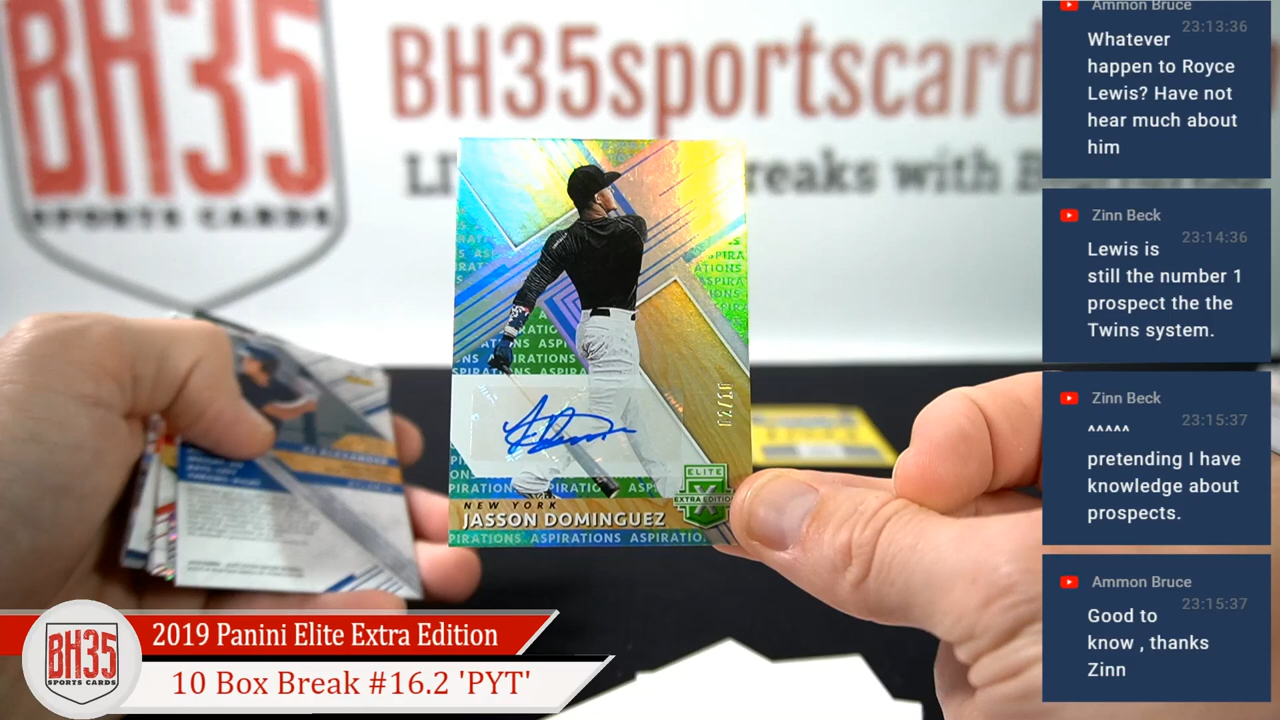 BH35
SPORTS CARDS
BH35sportscard
reaks with B
ASPIRATIONS
ELITE
EXTRA EDITION
NEW YORK
JASSON DOMINGUEZ
PIRATIONS ASPIRATIONS ASPIRATIO
BH35
SPORTS CARDS
2019 Panini Elite Extra Edition
10 Box Break #16.2 'PYT'
Ammon Bruce
23:13:36
Whatever
happen to Royce
Lewis? Have not
hear much about
him
Zinn Beck
23:14:36
Lewis is
still the number 1
prospect the the
Twins system.
Zinn Beck
23:15:37
^^^^^
pretending I have
knowledge about
prospects.
Ammon Bruce
23:15:37
Good to
know , thanks
Zinn